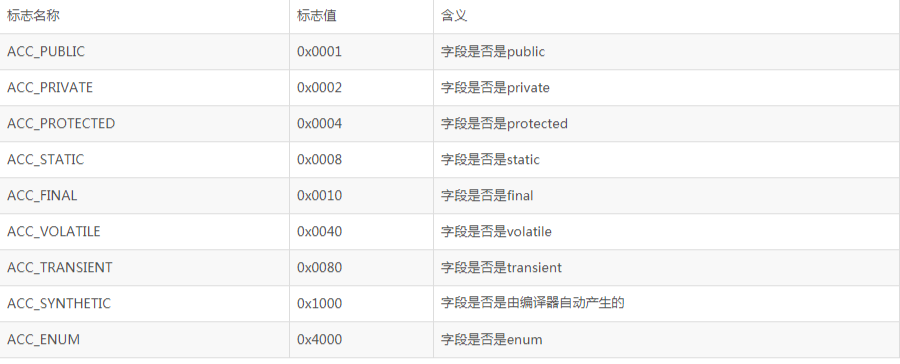 标志名称 标志值 含义
ACC_PUBLIC 0x0001 字段是否是public
ACC_PRIVATE 0x0002 字段是否是private
ACC_PROTECTED 0x0004 字段是否是protected
ACC_STATIC 0x0008 字段是否是static
ACC_FINAL 0x0010 字段是否是final
ACC_VOLATILE 0x0040 字段是否是volatile
ACC_TRANSIENT 0x0080 字段是否是transient
ACC_SYNTHETIC 0x1000 字段是否是由编译器自动产生的
ACC_ENUM 0x4000 字段是否是enum